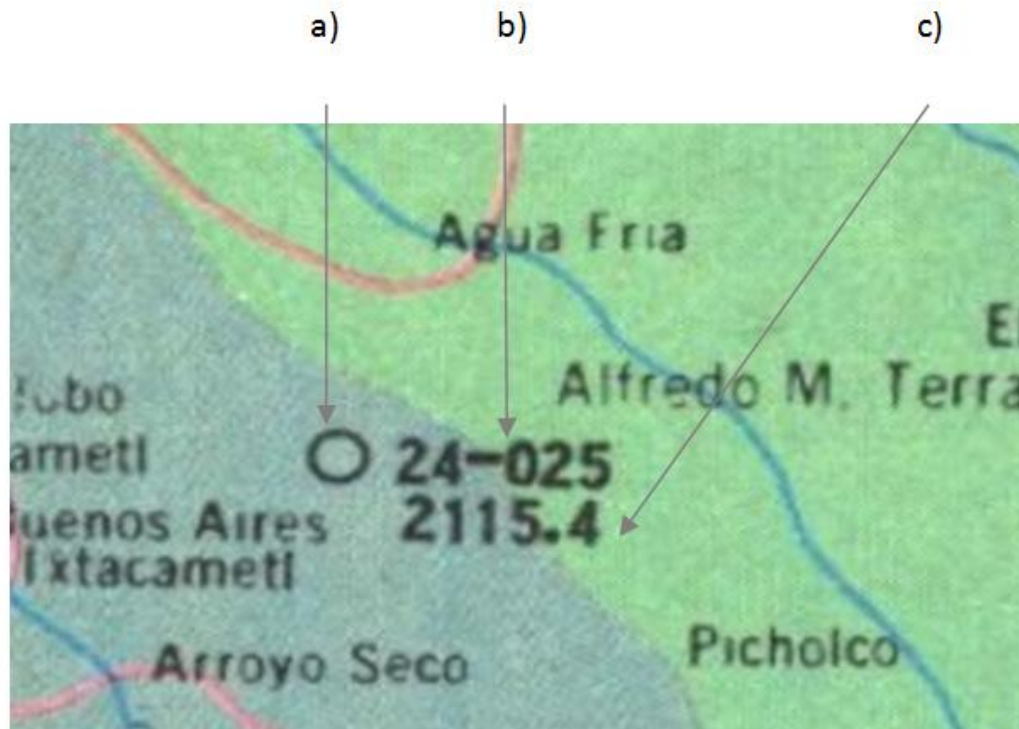 a) b) c)
Agua Fria
Alfredo M. Terra
24-025
ametl
2115.4
uenos Aires
Ixtacametl
Picholco
Arroyo Seco